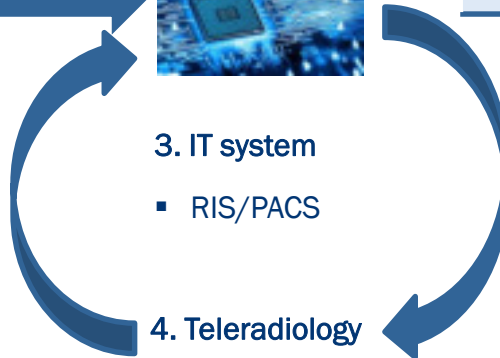 3. IT system
▪ RIS/PACS
4. Teleradiology